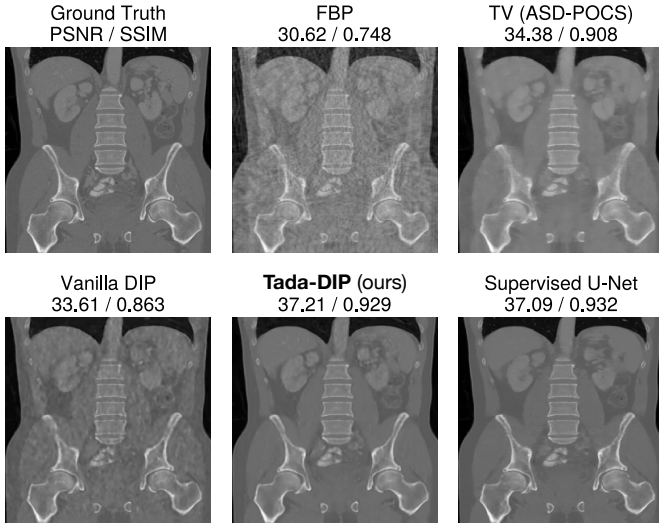 Ground Truth
PSNR / SSIM
FBP
30.62 / 0.748
TV (ASD-POCS)
34.38 / 0.908
Vanilla DIP
33.61 / 0.863
Tada-DIP (ours)
37.21 / 0.929
Supervised U-Net
37.09 / 0.932